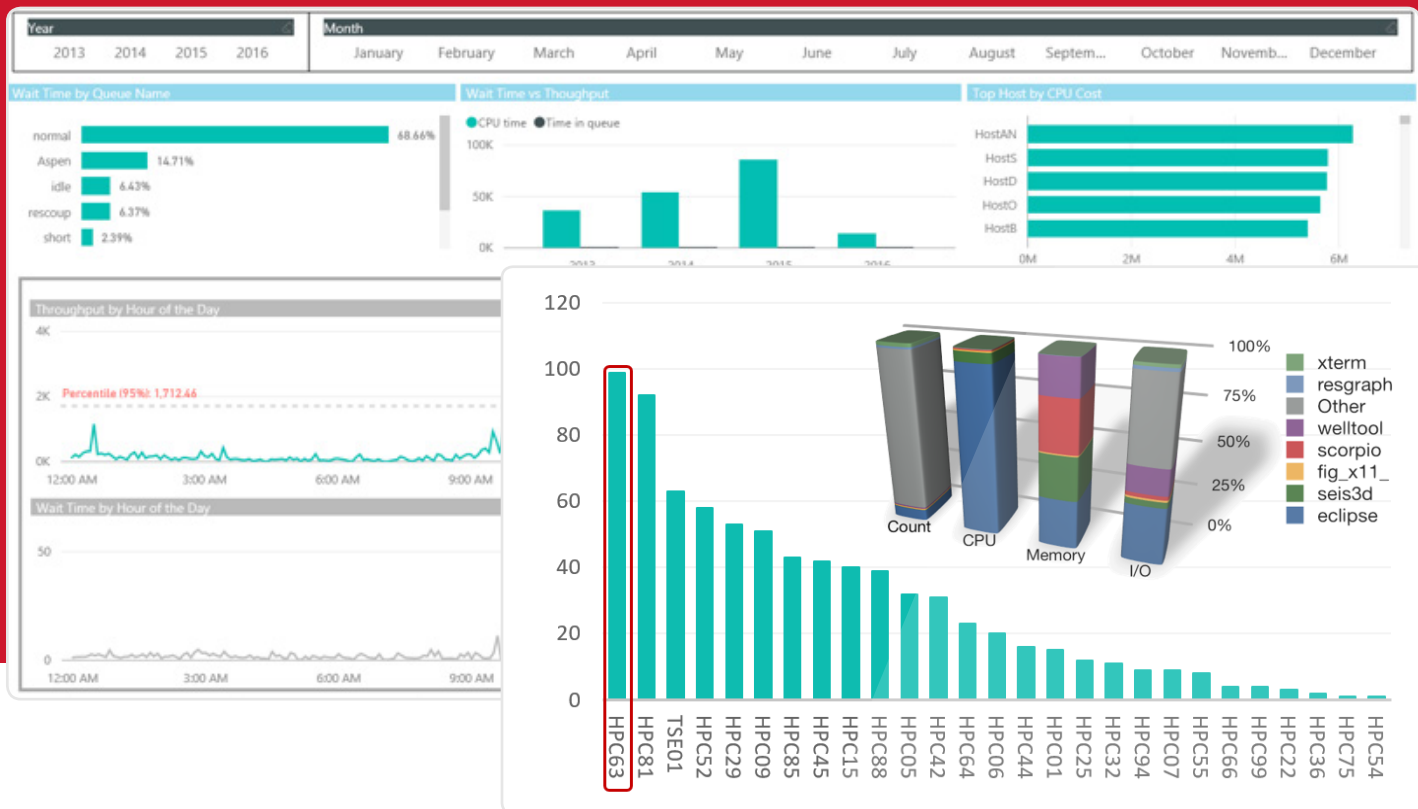 Year
2013 2014 2015 2016
Month
January February March April May June July August Septem... October Novemb... December
Wait Time by Queue Name
normal 68.66%
Aspen 14.71%
idle 6.43%
rescoup 6.37%
short 2.39%
Wait Time vs Thoughput
CPU time Time in queue
100K
50K
0K
2013 2014 2015 2016
Top Host by CPU Cost
HostAN
HostS
HostD
HostO
HostB
0M 2M 4M 6M
Throughput by Hour of the Day
4K
2K
Percentile (95%): 1,712.46
0K
12:00 AM 3:00 AM 6:00 AM 9:00 AM
Wait Time by Hour of the Day
50
0
12:00 AM 3:00 AM 6:00 AM 9:00 AM
120
100
80
60
40
20
0
HPC63
HPC81
TSE01
HPC52
HPC29
HPC09
HPC85
HPC45
HPC15
HPC88
HPC05
HPC42
HPC64
HPC06
HPC44
HPC01
HPC25
HPC32
HPC94
HPC07
HPC55
HPC66
HPC99
HPC22
HPC36
HPC75
HPC54
100%
75%
50%
25%
0%
Count
CPU
Memory
I/O
xterm
resgraph
Other
welltool
scorpio
fig_x11_
seis3d
eclipse